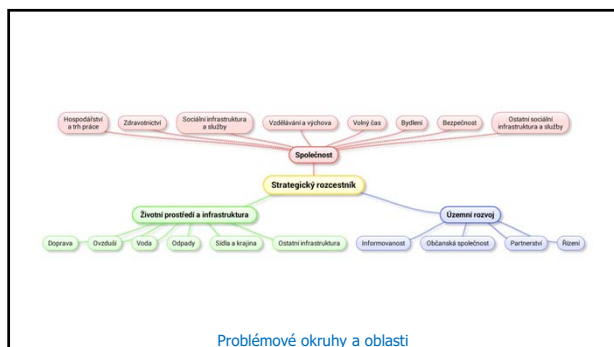 Hospodářství
a trh práce
Zdravotnictví
Sociální infrastruktura
a služby
Vzdělávání a výchova
Volný čas
Bydlení
Bezpečnost
Ostatní sociální
infrastruktura a služby
Společnost
Strategický rozcestník
Životní prostředí a infrastruktura
Územní rozvoj
Doprava
Ovzduší
Voda
Odpady
Sídla a krajina
Ostatní infrastruktura
Informovanost
Občanská společnost
Partnerství
Řízení
Problémové okruhy a oblasti